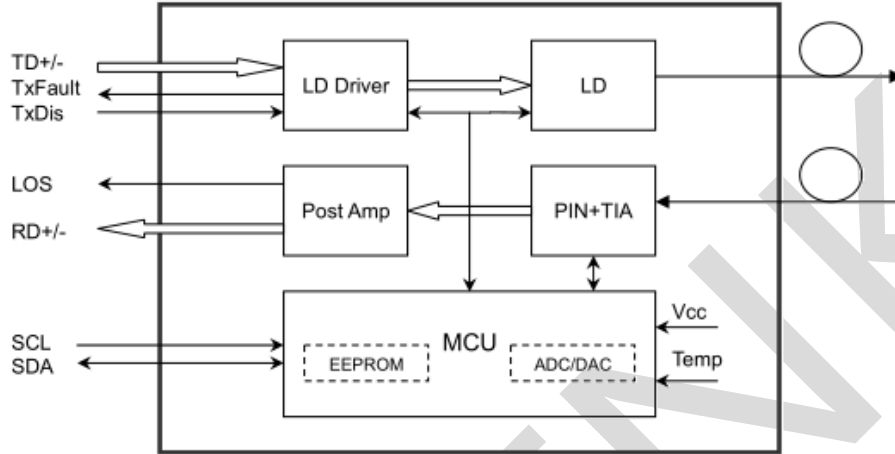 TD+/-
TxFault
TxDis
LD Driver
LD
LOS
RD+/-
Post Amp
PIN+TIA
SCL
SDA
MCU
EEPROM
ADC/DAC
Vcc
Temp